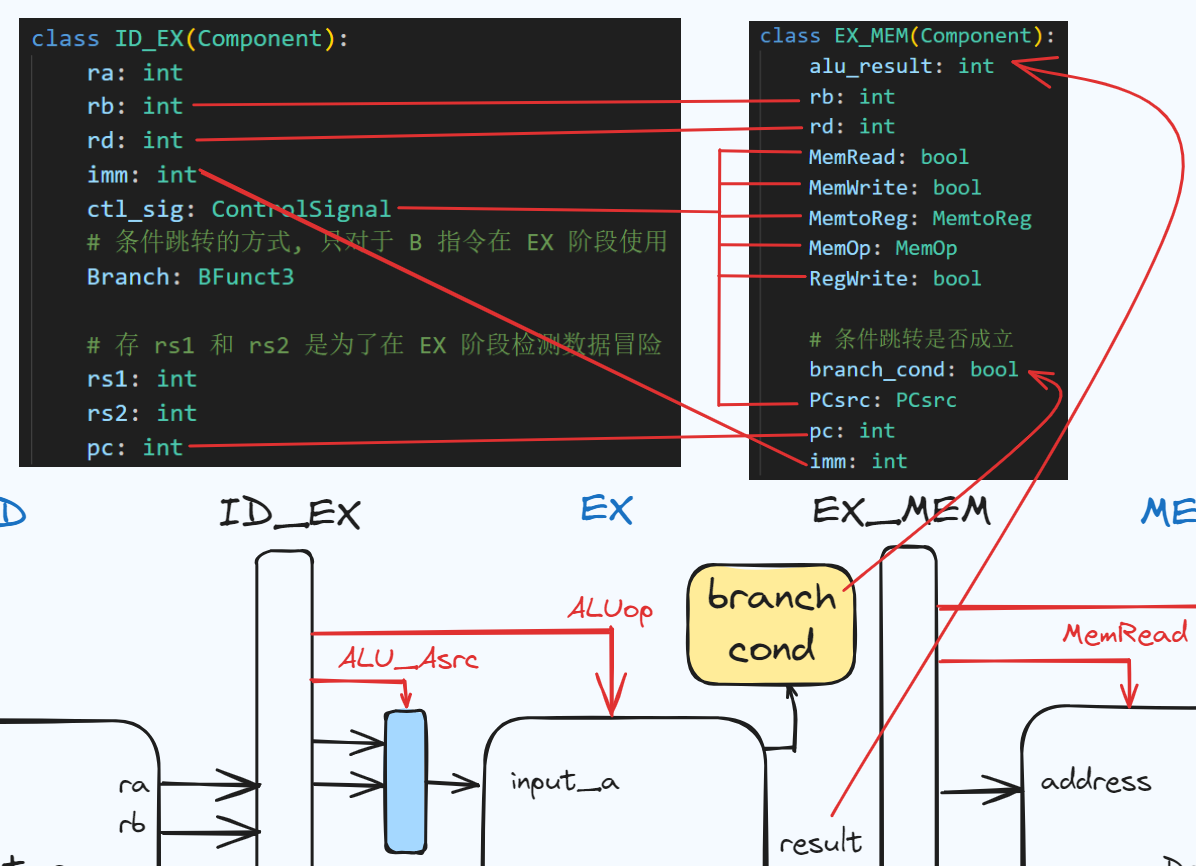 class ID_EX(Component):
ra: int
rb: int
rd: int
imm: int
ctl_sig: ControlSignal
# 条件跳转的方式, 只对于 B 指令在 EX 阶段使用
Branch: BFunct3
# 存 rs1 和 rs2 是为了在 EX 阶段检测数据冒险
rs1: int
rs2: int
pc: int
class EX_MEM(Component):
alu_result: int
rb: int
rd: int
MemRead: bool
MemWrite: bool
MemtoReg: MemtoReg
MemOp: MemOp
RegWrite: bool
# 条件跳转是否成立
branch_cond: bool
PCsrc: PCsrc
pc: int
imm: int
D
ID_EX
EX
EX_MEM
ME
ALUop
branch
cond
ALU_Asrc
MemRead
ra
rb
input_a
address
result